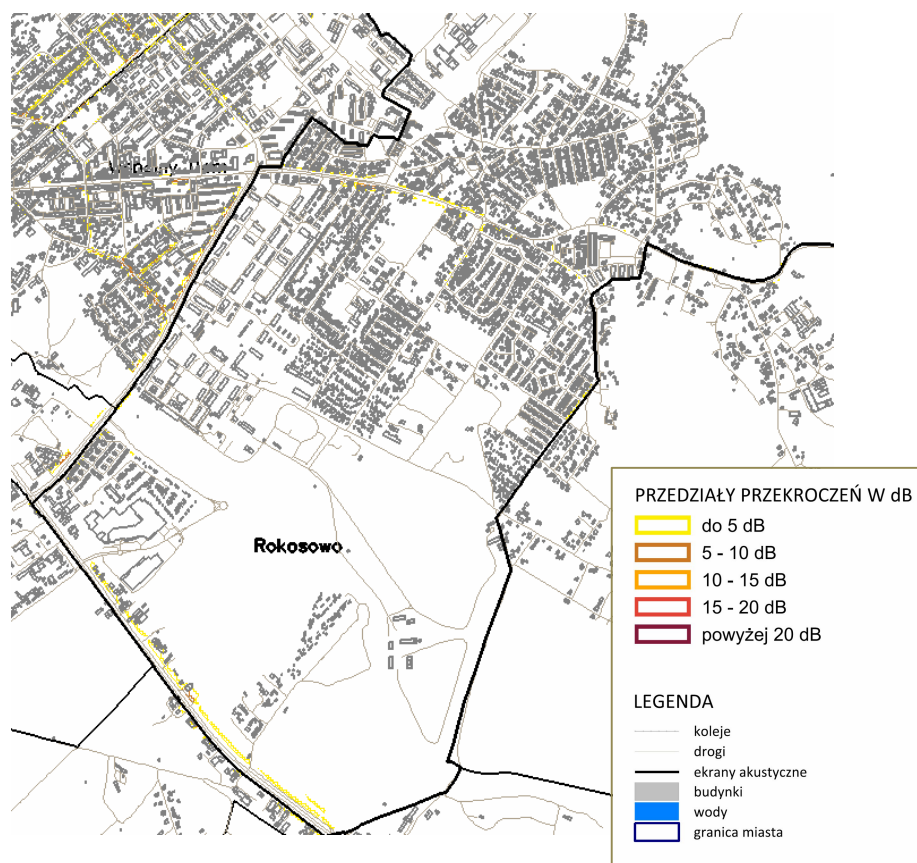 Rokosowo
PRZEDZIAŁY PRZEKROCZEŃ W dB
do 5 dB
5 - 10 dB
10 - 15 dB
15 - 20 dB
powyżej 20 dB
LEGENDA
koleje
drogi
ekrany akustyczne
budynki
wody
granica miasta